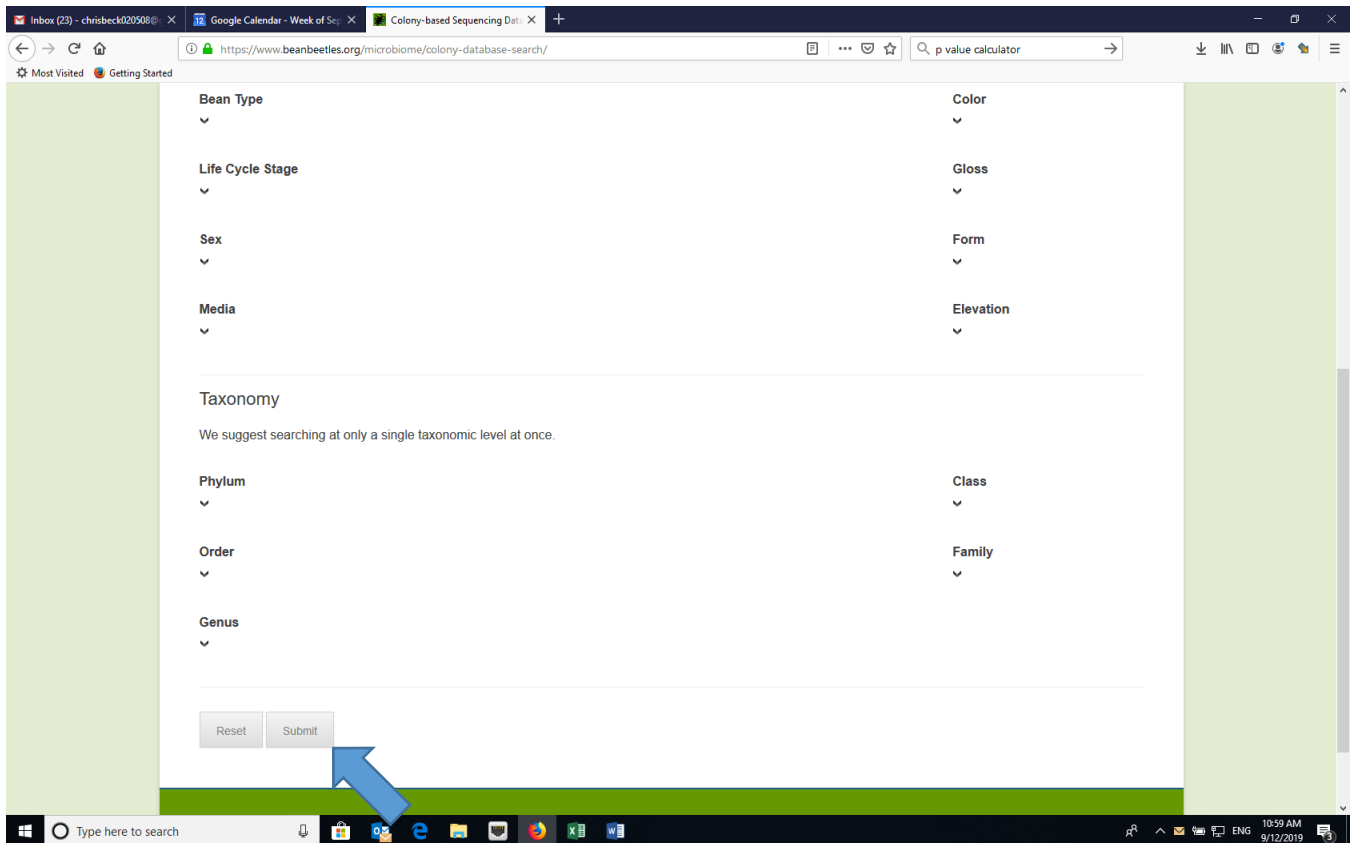 Inbox (23) - chrisbeck020508@
Google Calendar - Week of Sep
Colony-based Sequencing Data
https://www.beanbeetles.org/microbiome/colony-database-search/
p value calculator
Most Visited
Getting Started
Bean Type
Color
Life Cycle Stage
Gloss
Sex
Form
Media
Elevation
Taxonomy
We suggest searching at only a single taxonomic level at once.
Phylum
Class
Order
Family
Genus
Reset
Submit
Type here to search
ENG
10:59 AM
9/12/2019